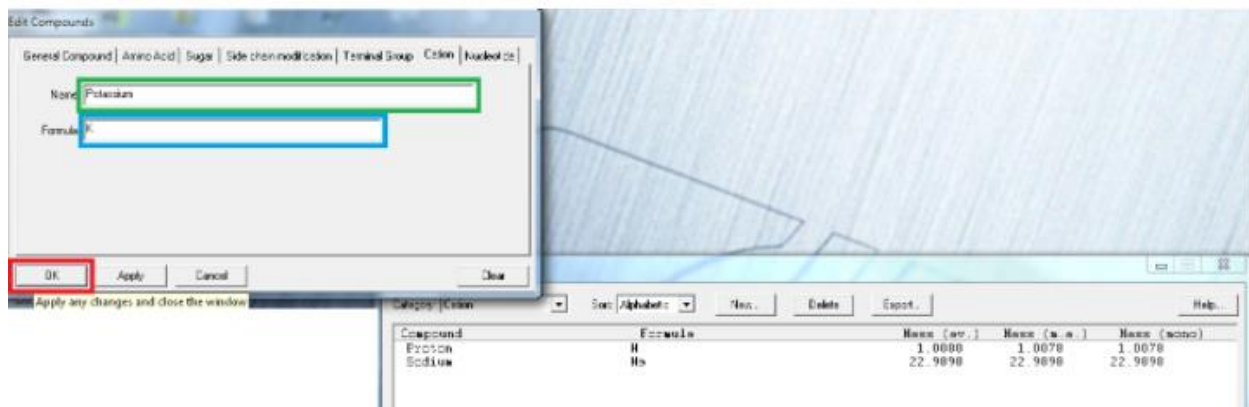 Edit Compounds
General Compound Amino Acid Sugar Side chain modification Terminal Group Cation Nucleotide
Name Potassium
Formula K
OK Apply Cancel Clear
Apply any changes and close the window
Category Cation Sort Alphabetic New... Delete Export... Help...
Compound Formula Mass (av.) Mass (m.a.) Mass (mono)
Proton H 1.0080 1.0078 1.0078
Sodium Na 22.9898 22.9898 22.9898